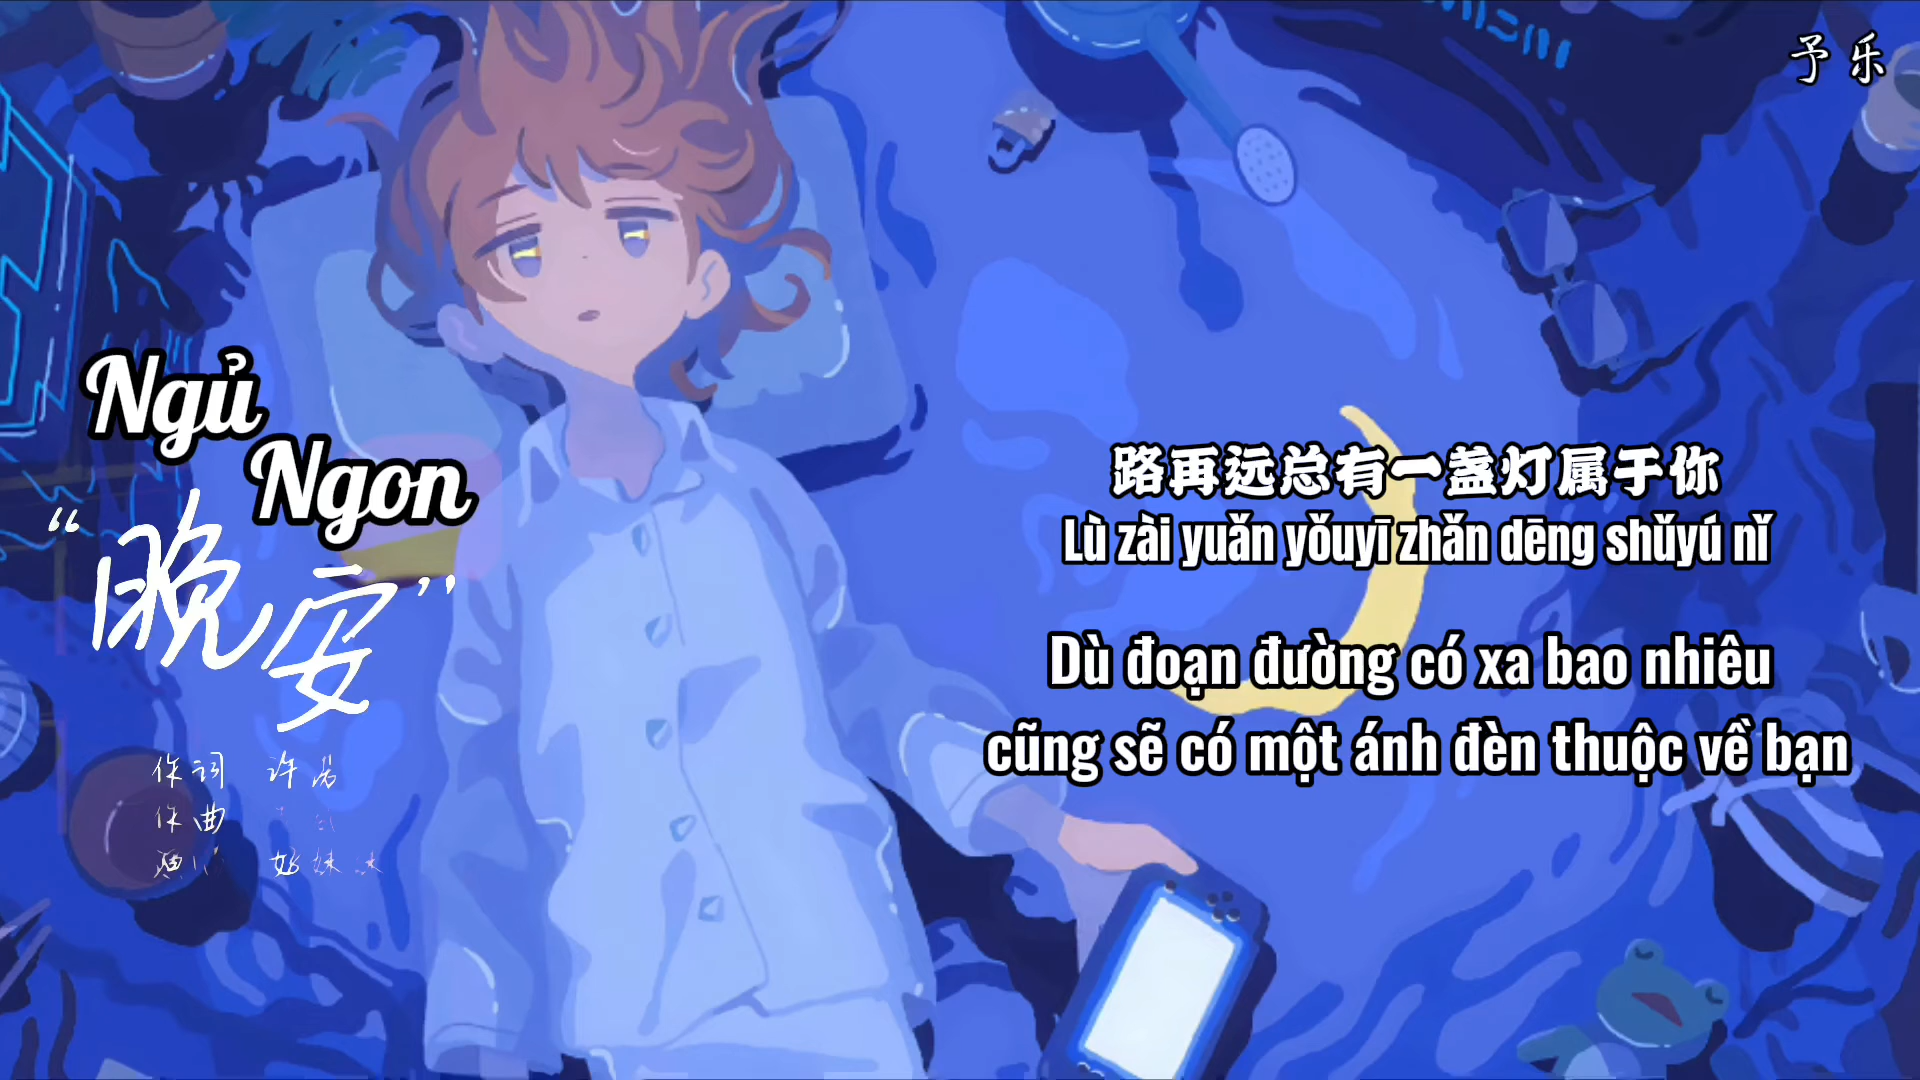 予乐
Ngủ
Ngon
“晚安”
作词 许
作曲
好妹
路再远总有一盏灯属于你
Lù zài yuǎn yǒuyī zhǎn dēng shǔyú nǐ
Dù đoạn đường có xa bao nhiêu
cũng sẽ có một ánh đèn thuộc về bạn